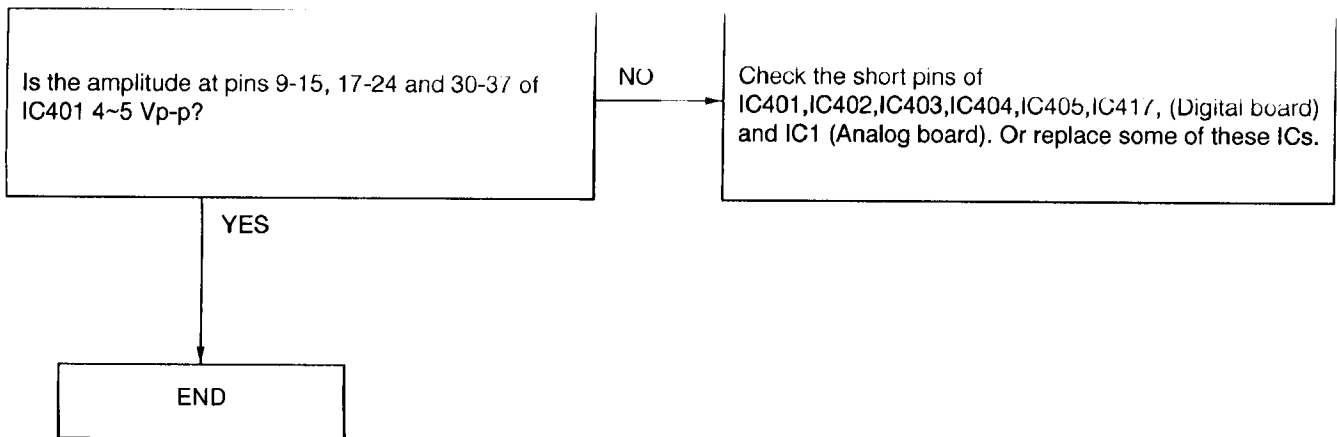 Is the amplitude at pins 9-15, 17-24 and 30-37 of
IC401 4~5 Vp-p?
NO
Check the short pins of
IC401,IC402,IC403,IC404,IC405,IC417, (Digital board)
and IC1 (Analog board). Or replace some of these ICs.
YES
END